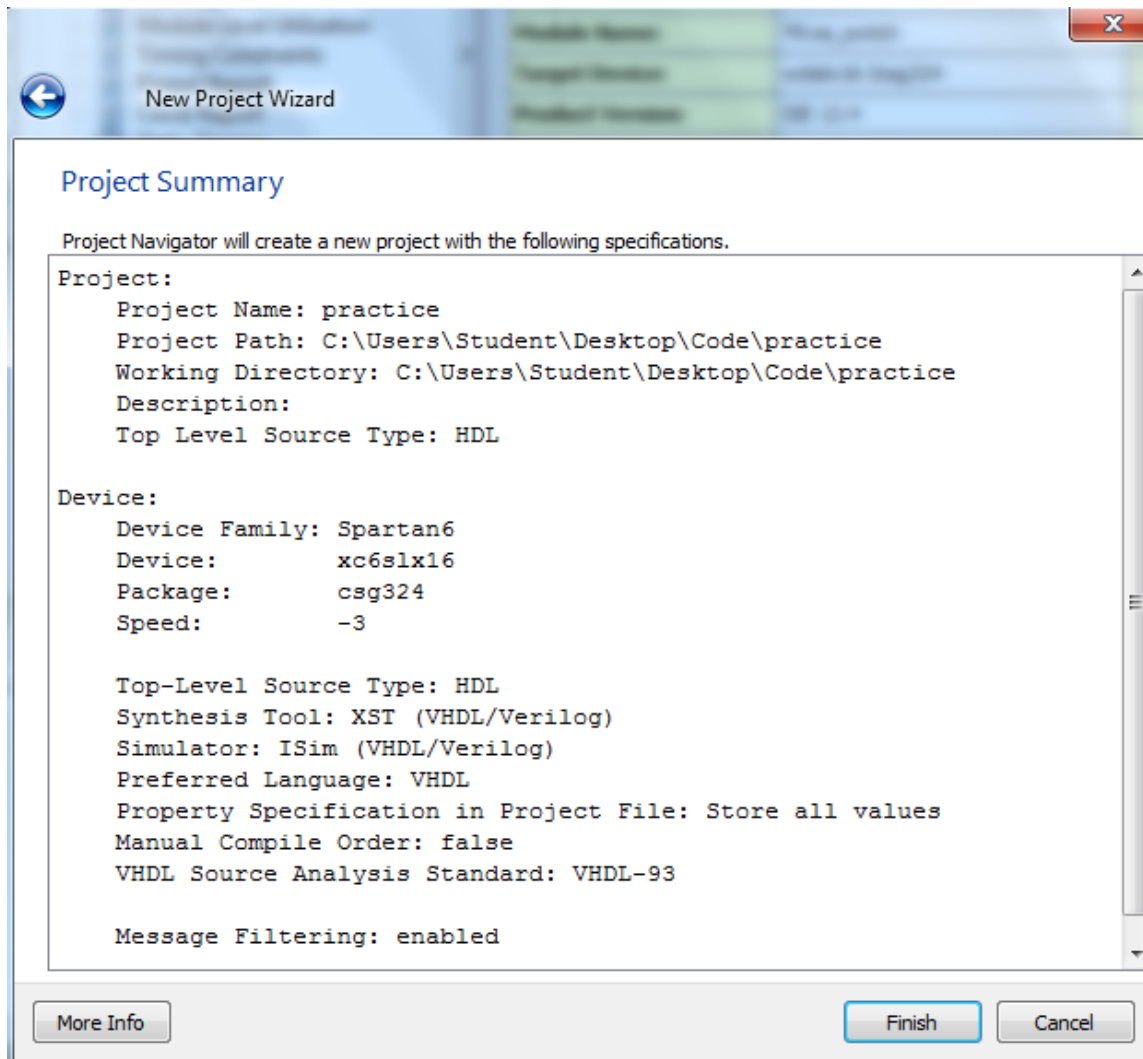 New Project Wizard
Project Summary
Project Navigator will create a new project with the following specifications.
Project:
Project Name: practice
Project Path: C:\Users\Student\Desktop\Code\practice
Working Directory: C:\Users\Student\Desktop\Code\practice
Description:
Top Level Source Type: HDL
Device:
Device Family: Spartan6
Device: xc6slx16
Package: csg324
Speed: -3
Top-Level Source Type: HDL
Synthesis Tool: XST (VHDL/Verilog)
Simulator: ISim (VHDL/Verilog)
Preferred Language: VHDL
Property Specification in Project File: Store all values
Manual Compile Order: false
VHDL Source Analysis Standard: VHDL-93
Message Filtering: enabled
More Info
Finish
Cancel